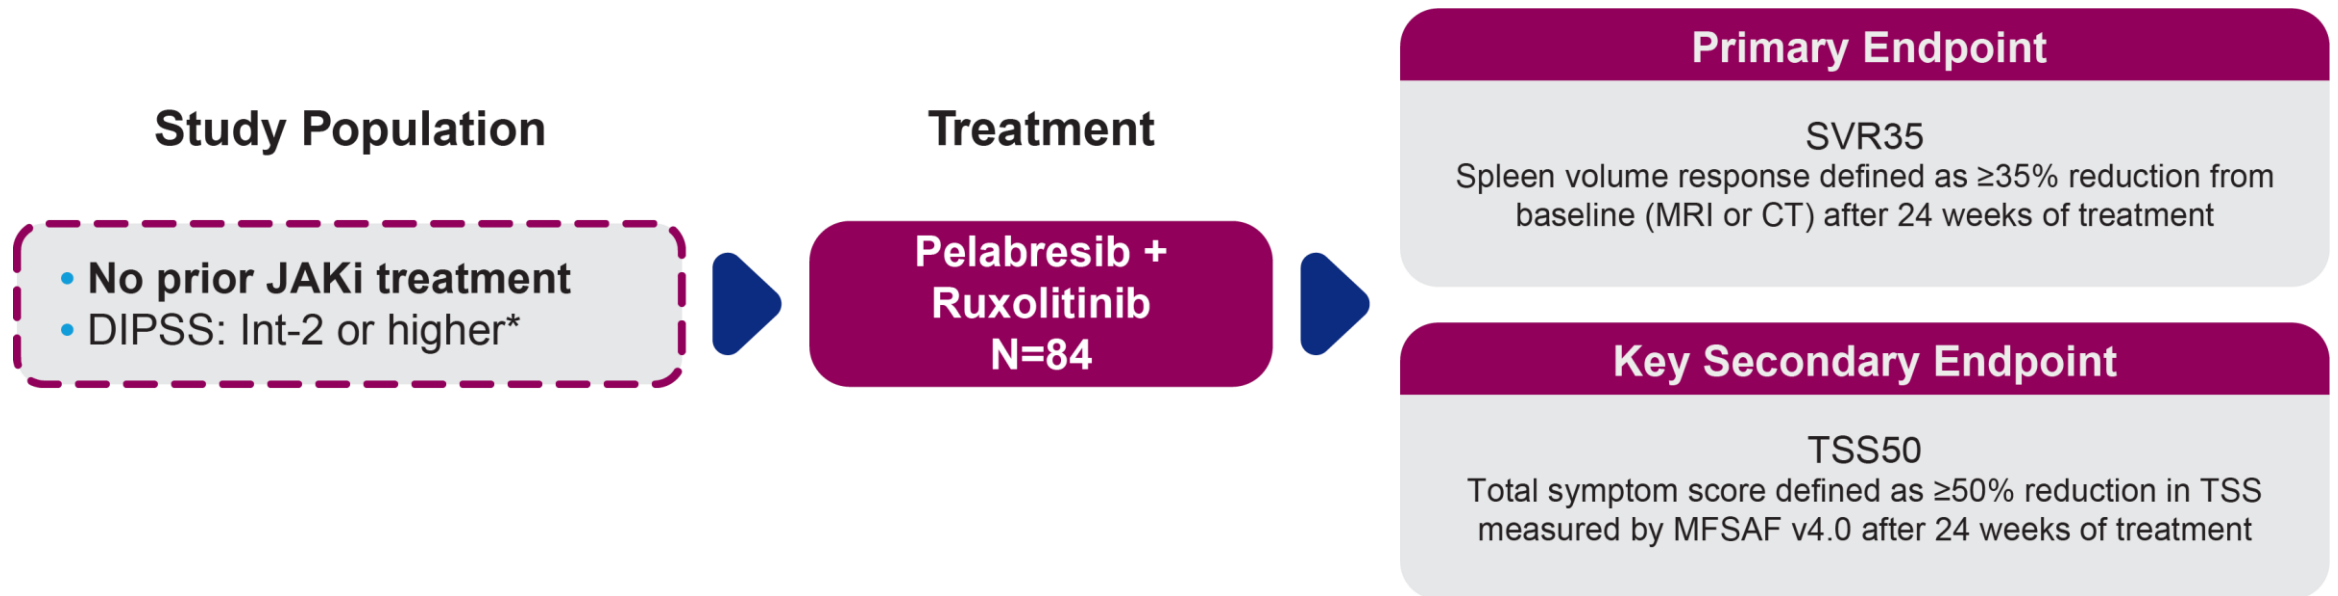 Study Population
• No prior JAKi treatment
• DIPSS: Int-2 or higher*
Treatment
Pelabresib +
Ruxolitinib
N=84
Primary Endpoint
SVR35
Spleen volume response defined as ≥35% reduction from
baseline (MRI or CT) after 24 weeks of treatment
Key Secondary Endpoint
TSS50
Total symptom score defined as ≥50% reduction in TSS
measured by MFSAF v4.0 after 24 weeks of treatment